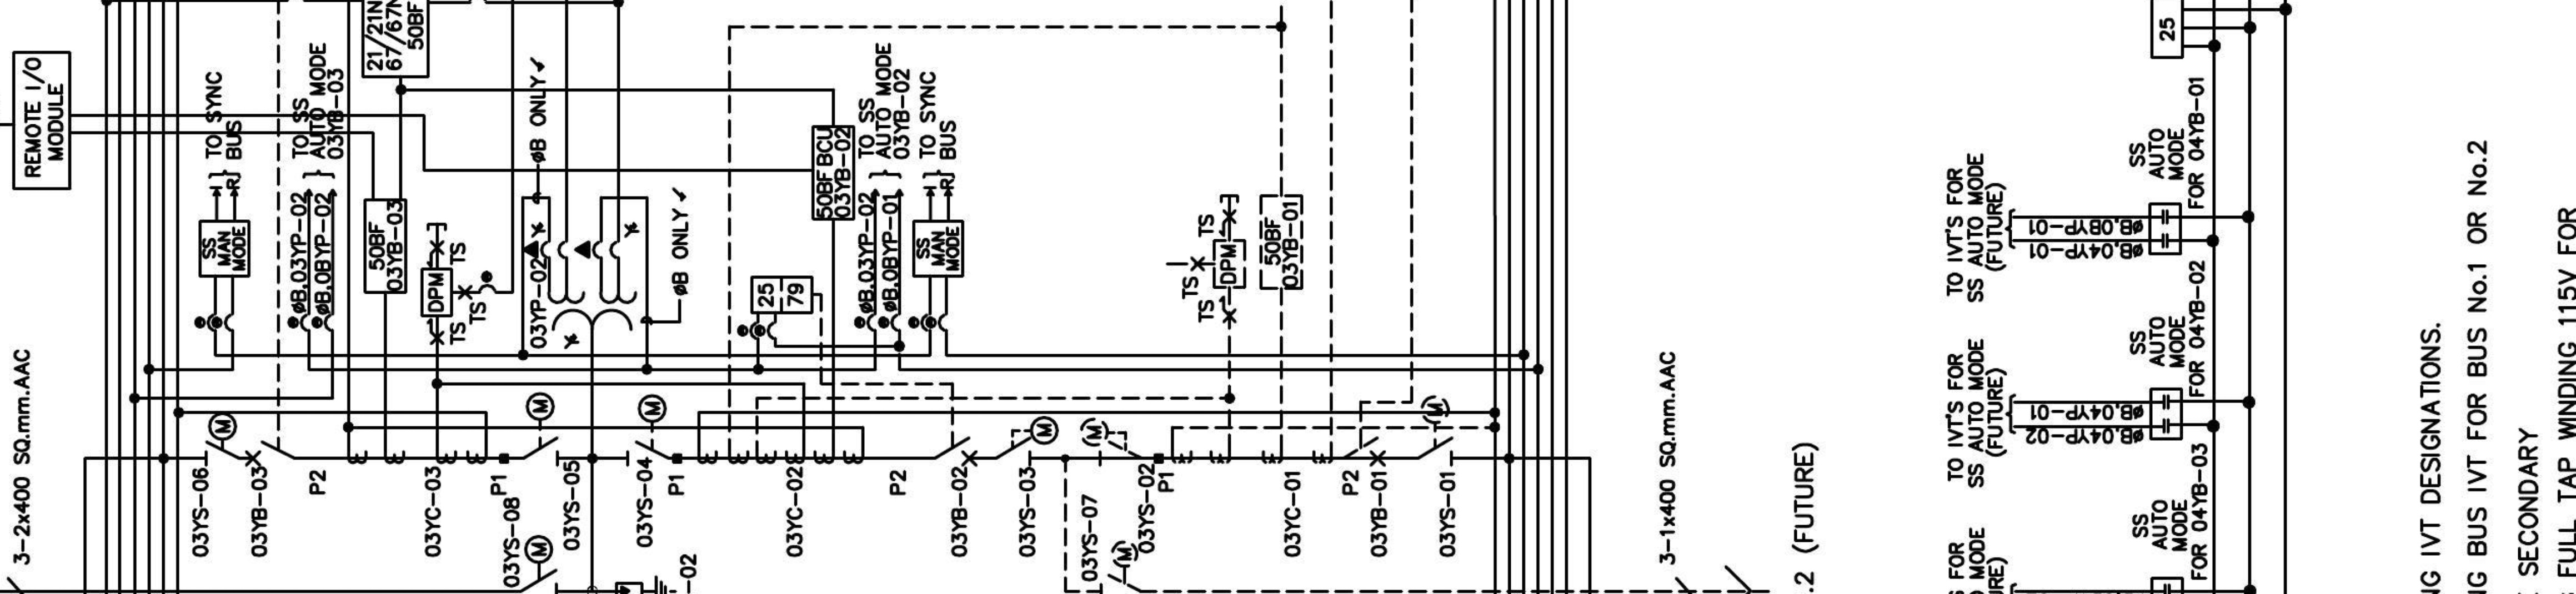 REMOTE I/O
MODULE
TO SYNC
BUS
TO SS
AUTO MODE
03YB-03
21/21N
67/67N
50BF
øB ONLY
SS
MAN
MODE
I
R
øB,03YP-02
øB,0BYP-02
50BF
03YB-03
DPM
TS
TS
TS
03YP-02
øB ONLY
25
79
50BF BCU
03YB-02
TO SS
AUTO MODE
03YB-02
TO SYNC
BUS
øB,03YP-02
øB,0BYP-01
SS
MAN
MODE
I
R
TS
DPM
TS
TS
50BF
03YB-01
3-2x400 SQ.mm.AAC
M
M
M
M
M
M
M
M
03YS-06
03YB-03
P2
03YC-03
P1
03YS-08
03YS-05
03YS-04
P1
-02
03YC-02
P2
03YB-02
03YS-03
03YS-07
03YS-02
P1
03YC-01
P2
03YB-01
03YS-01
3-1x400 SQ.mm.AAC
.2 (FUTURE)
25
TO IVT'S FOR
SS AUTO MODE
(FUTURE)
øB,0BYP-01
øB,04YP-01
SS
AUTO
MODE
FOR 04YB-01
TO IVT'S FOR
SS AUTO MODE
(FUTURE)
øB,04YP-01
øB,04YP-02
SS
AUTO
MODE
FOR 04YB-02
S FOR
MODE
URE)
SS
AUTO
MODE
FOR 04YB-03
NG IVT DESIGNATIONS.
NG BUS IVT FOR BUS No.1 OR No.2
SECONDARY
FULL TAP WINDING 115V FOR